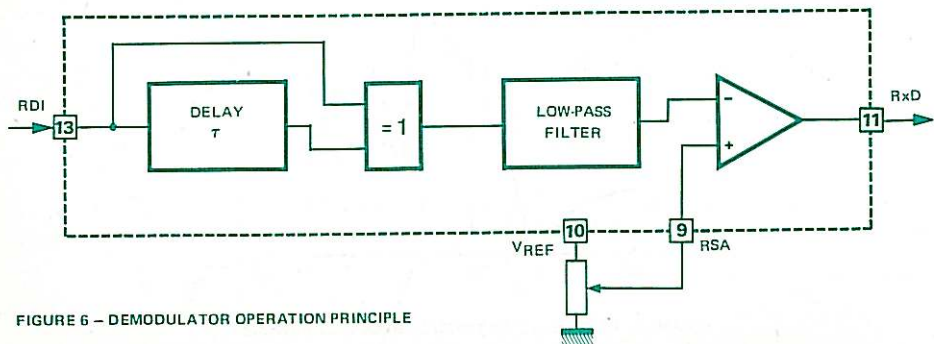 RDI
13
DELAY
τ
= 1
LOW-PASS
FILTER
–
+
11
RxD
VREF
10
9
RSA
FIGURE 6 – DEMODULATOR OPERATION PRINCIPLE